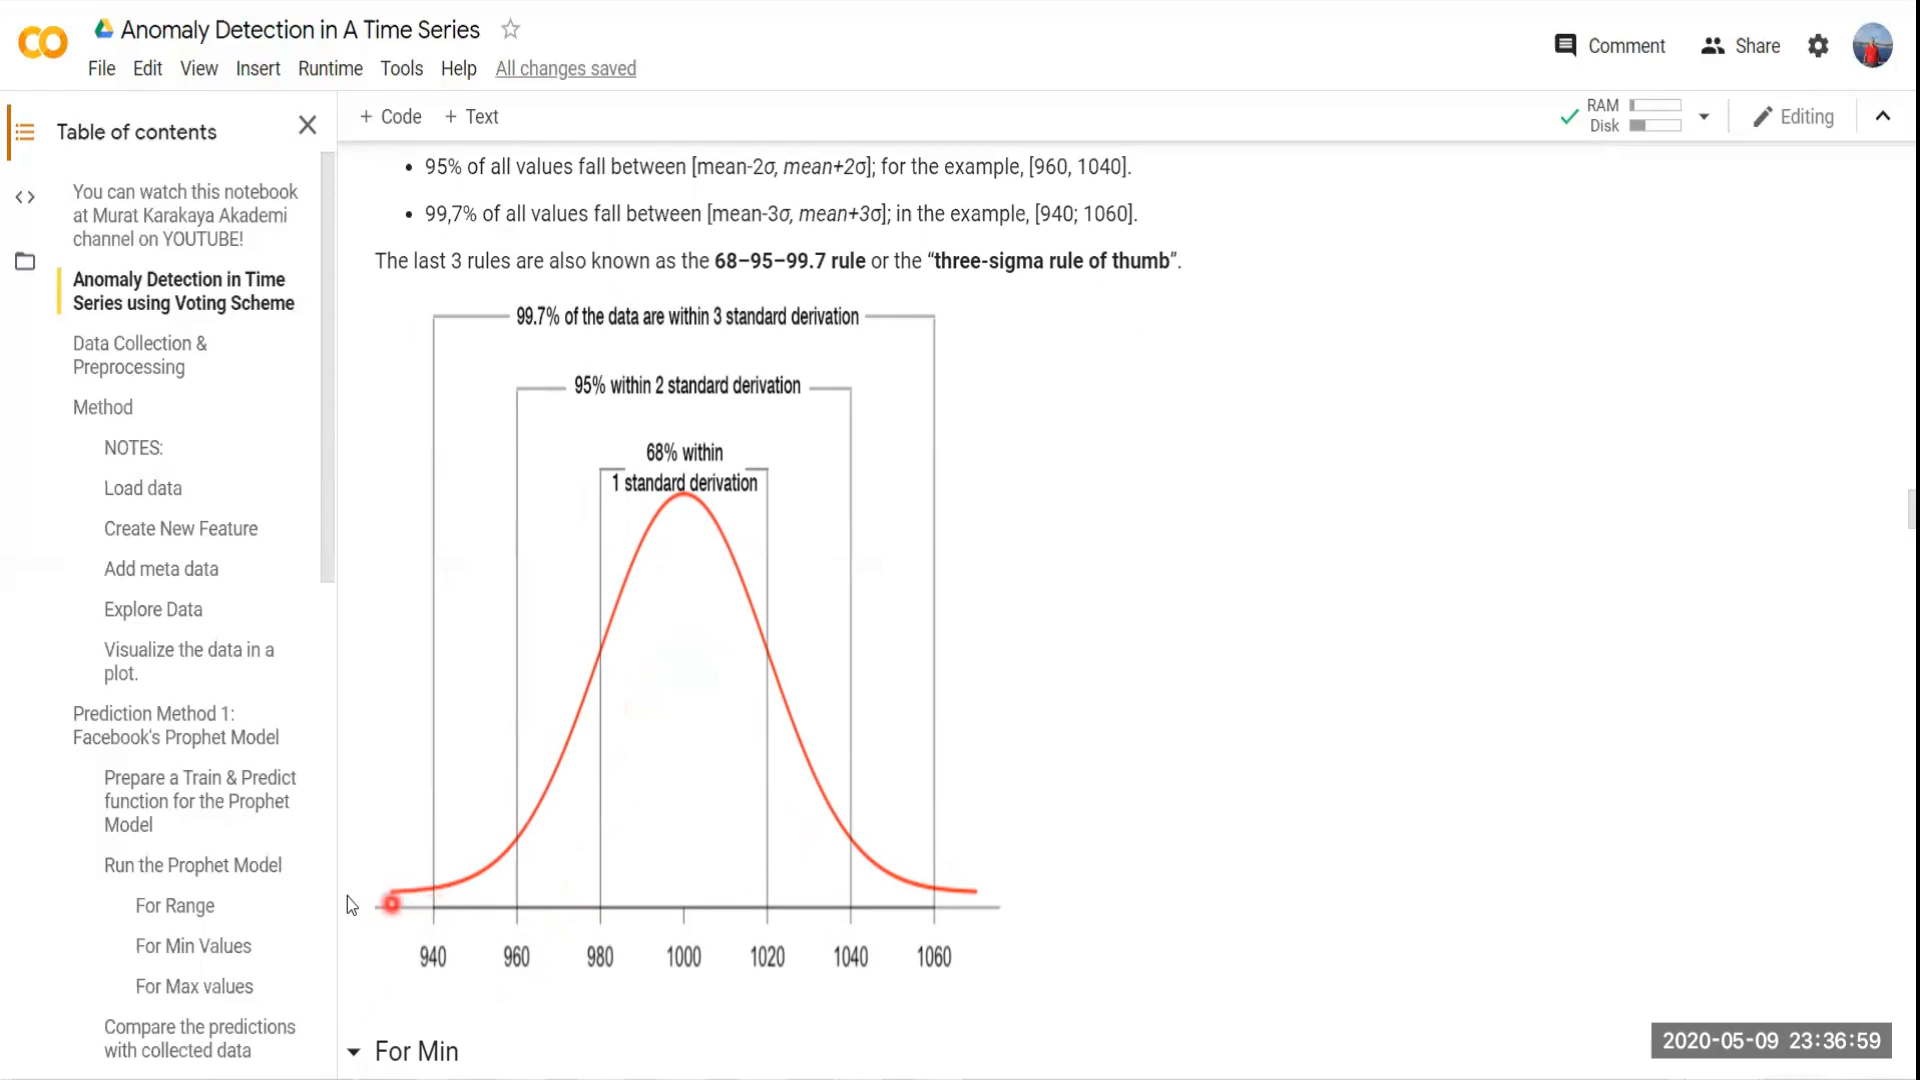 Anomaly Detection in A Time Series
File Edit View Insert Runtime Tools Help All changes saved
Comment
Share
Table of contents
+ Code + Text
RAM
Disk
Editing
You can watch this notebook
at Murat Karakaya Akademi
channel on YOUTUBE!
Anomaly Detection in Time
Series using Voting Scheme
Data Collection &
Preprocessing
Method
NOTES:
Load data
Create New Feature
Add meta data
Explore Data
Visualize the data in a
plot.
Prediction Method 1:
Facebook's Prophet Model
Prepare a Train & Predict
function for the Prophet
Model
Run the Prophet Model
For Range
For Min Values
For Max values
Compare the predictions
with collected data
• 95% of all values fall between [mean-2σ, mean+2σ]; for the example, [960, 1040].
• 99,7% of all values fall between [mean-3σ, mean+3σ]; in the example, [940; 1060].
The last 3 rules are also known as the 68–95–99.7 rule or the “three-sigma rule of thumb”.
99.7% of the data are within 3 standard derivation
95% within 2 standard derivation
68% within
1 standard derivation
940 960 980 1000 1020 1040 1060
For Min
2020-05-09 23:36:59